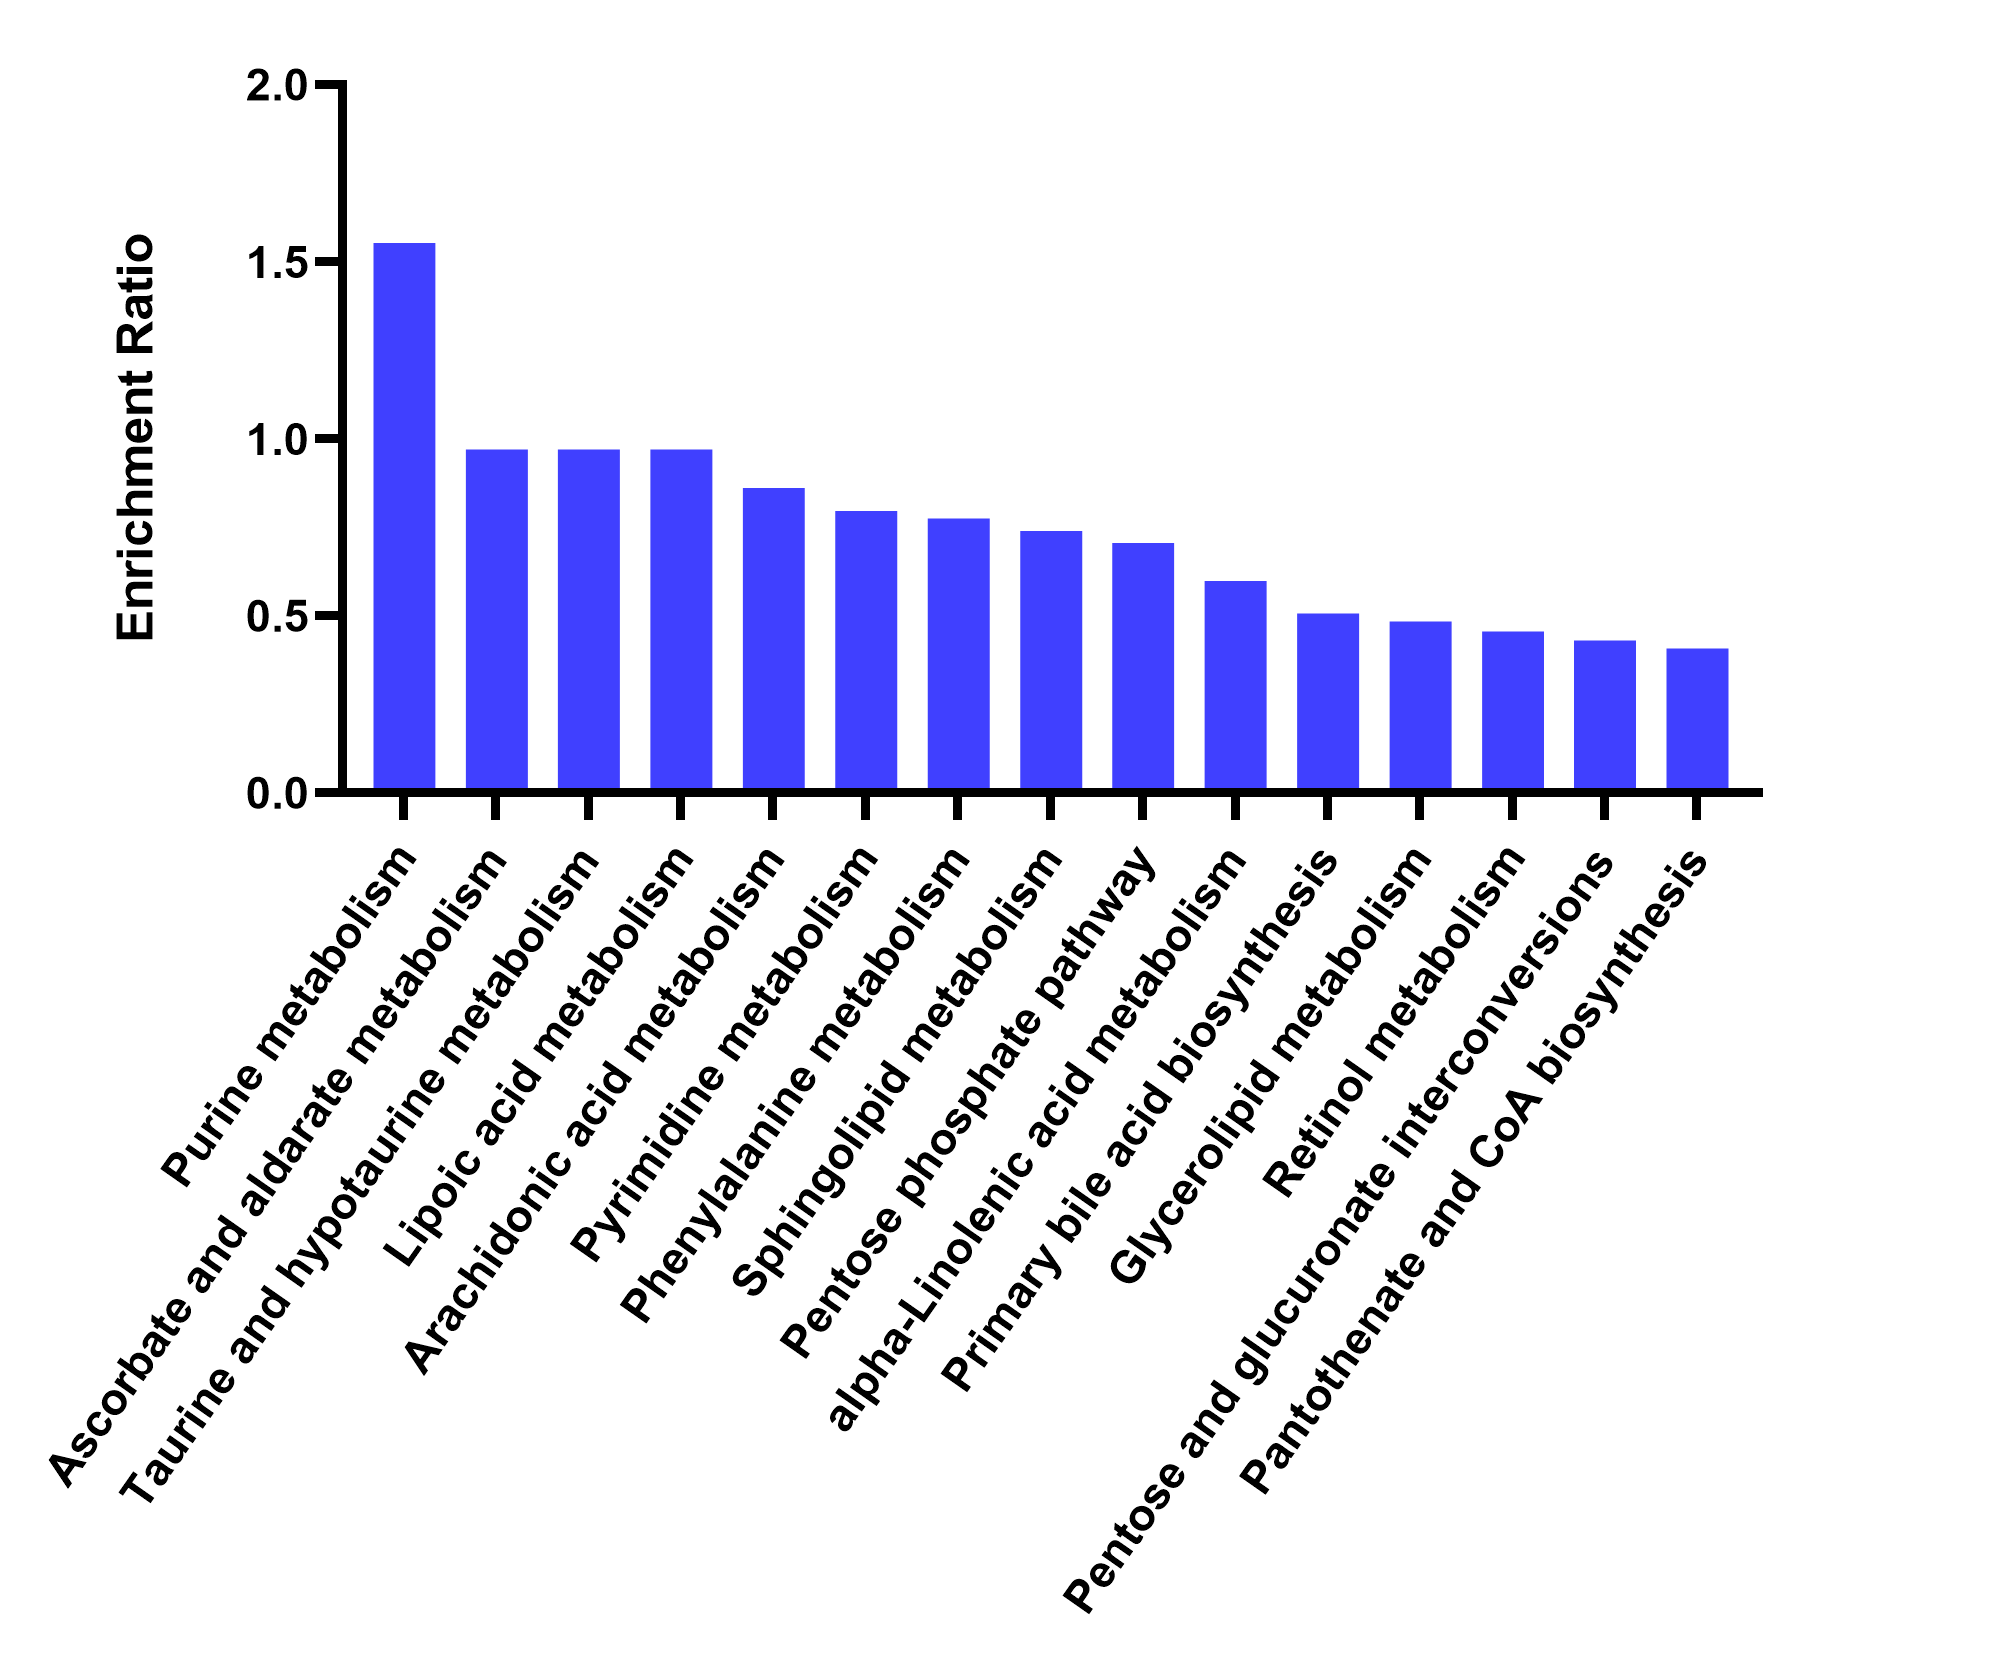 Enrichment Ratio
2.0
1.5
1.0
0.5
0.0
Purine metabolism
Ascorbate and aldarate metabolism
Taurine and hypotaurine metabolism
Lipoic acid metabolism
Arachidonic acid metabolism
Pyrimidine metabolism
Phenylalanine metabolism
Sphingolipid metabolism
Pentose phosphate pathway
alpha-Linolenic acid metabolism
Primary bile acid biosynthesis
Glycerolipid metabolism
Retinol metabolism
Pentose and glucuronate interconversions
Pantothenate and CoA biosynthesis